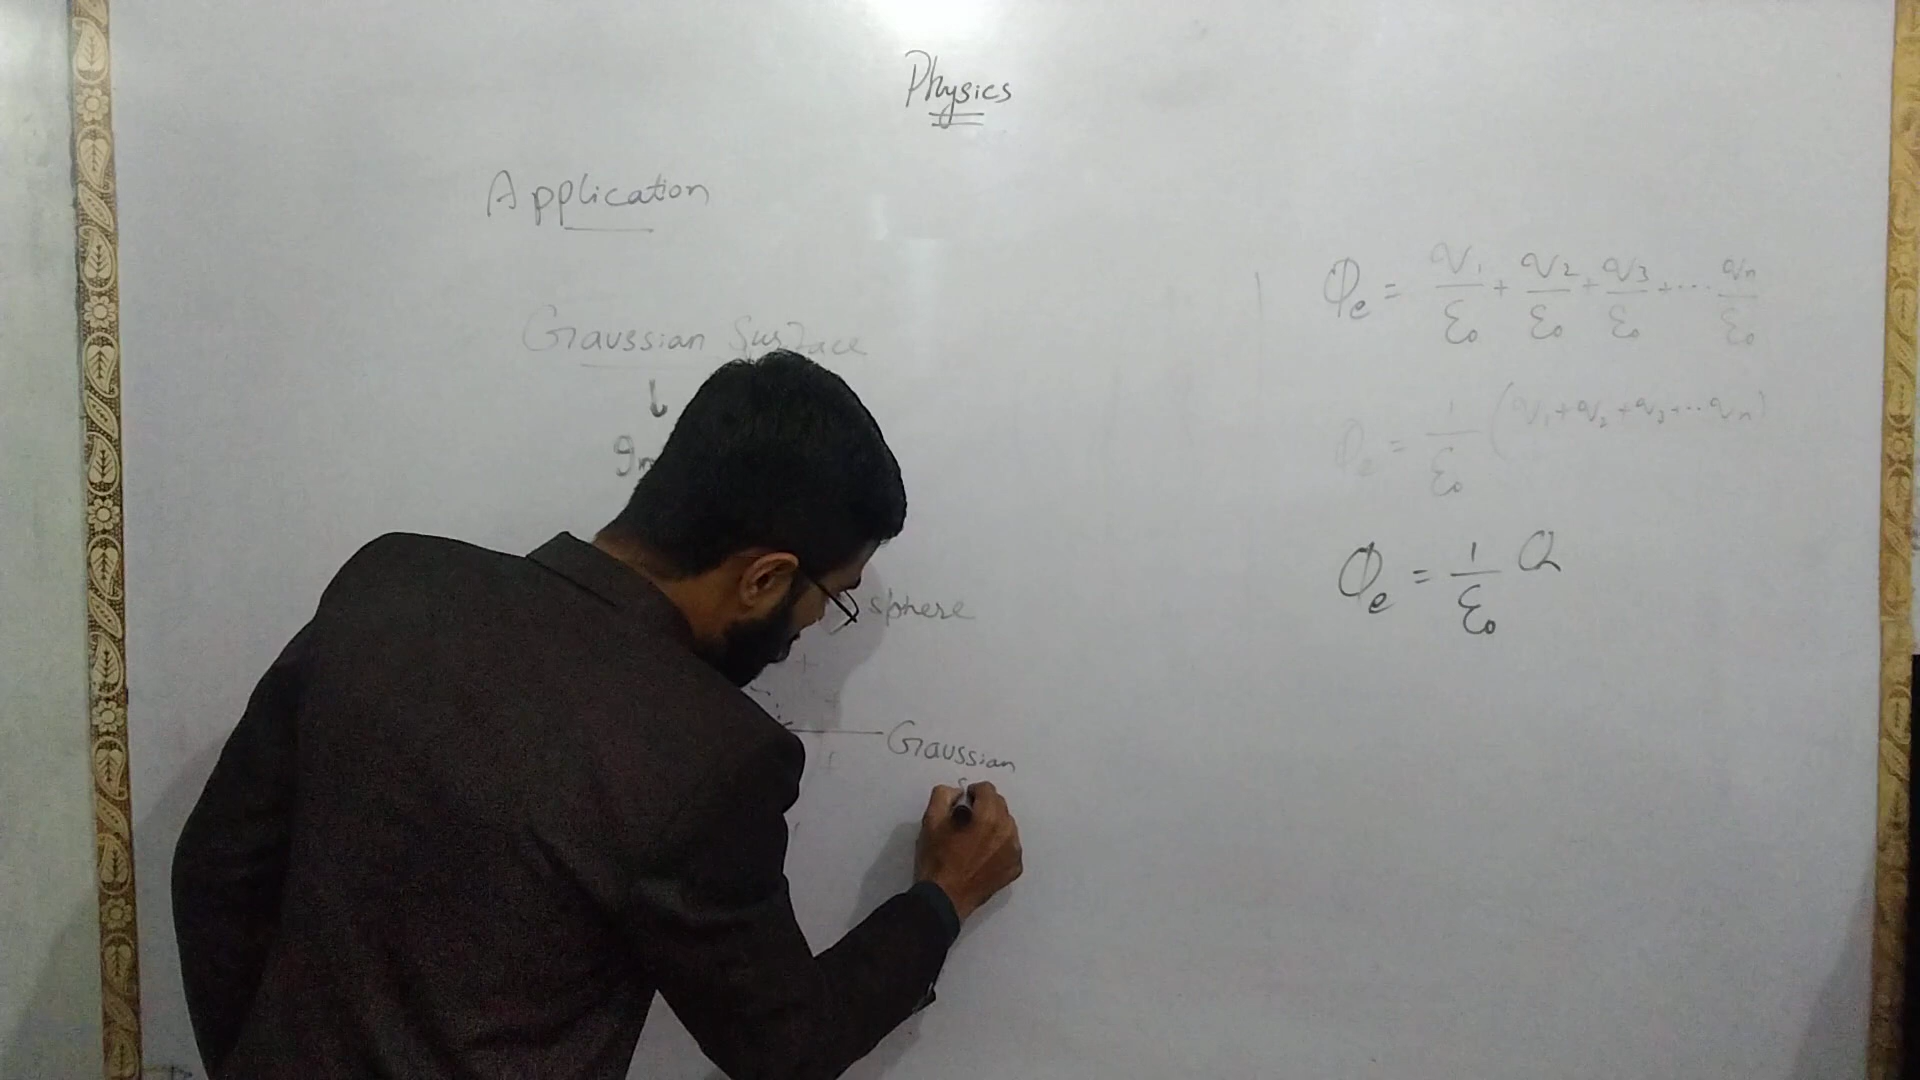 Physics
Application
Gaussian Surface
↓
sphere
+
+
Gaussian
Φe = q1/ε0 + q2/ε0 + q3/ε0 + ... qn/ε0
Φe = 1/ε0 (q1 + q2 + q3 + ... qn)
Φe = 1/ε0 Q